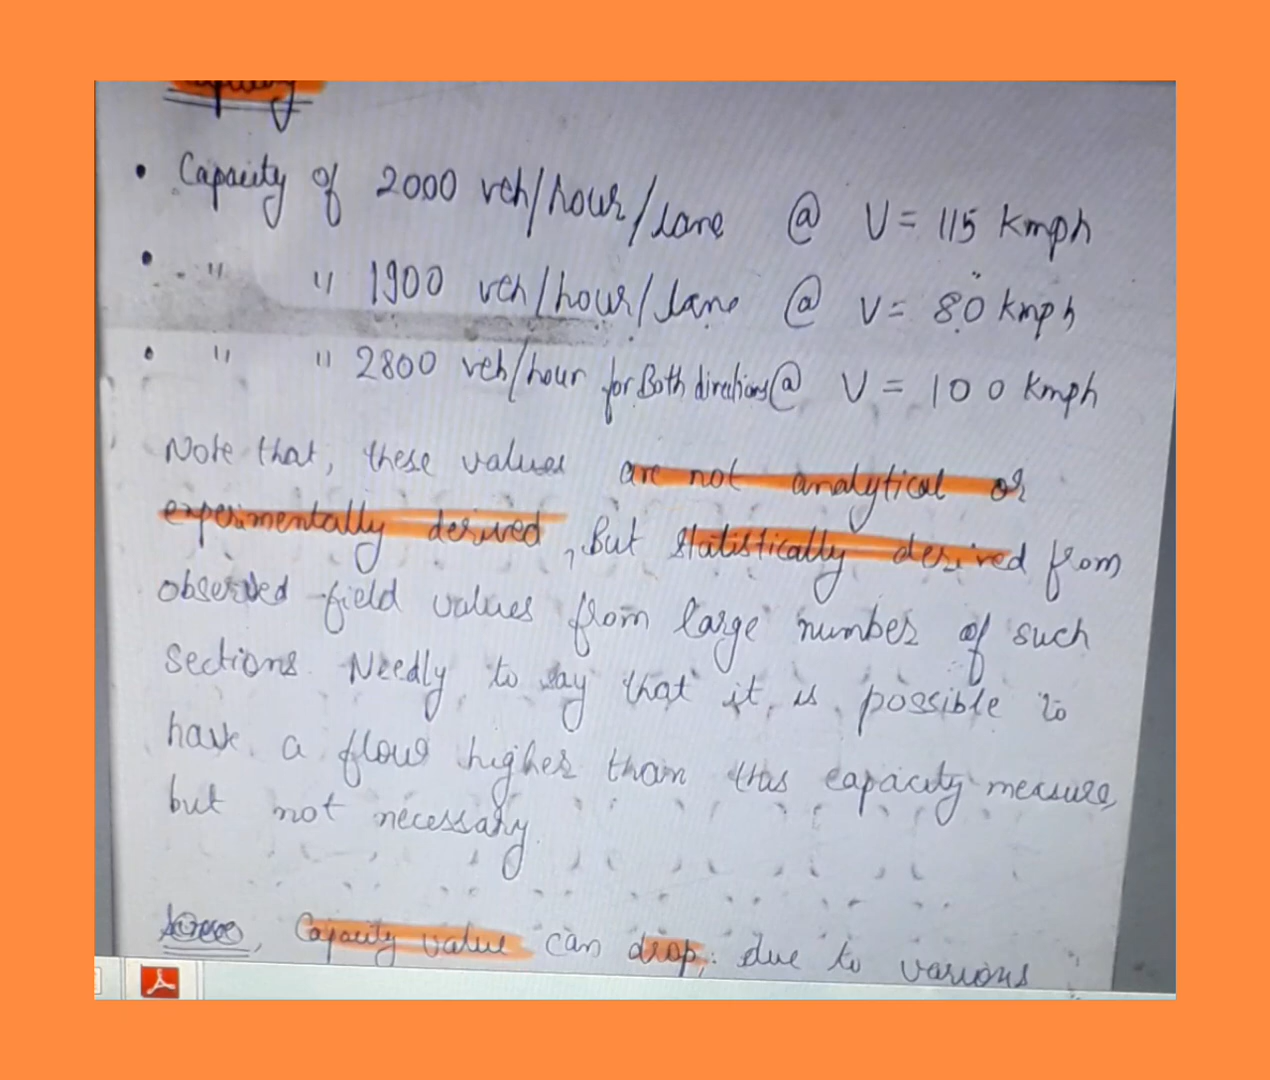 • Capacity of 2000 veh/hour/lane @ V = 115 kmph
• " " 1900 veh/hour/lane @ V = 80 kmph
• " " 2800 veh/hour for Both directions @ V = 100 kmph
Note that, these values are not analytical or
experimentally derived, But statistically derived from
observed field values from large number of such
sections. Needly to say that it is possible to
have a flow higher than this capacity measure,
but not necessary.
Capacity value can drop, due to various